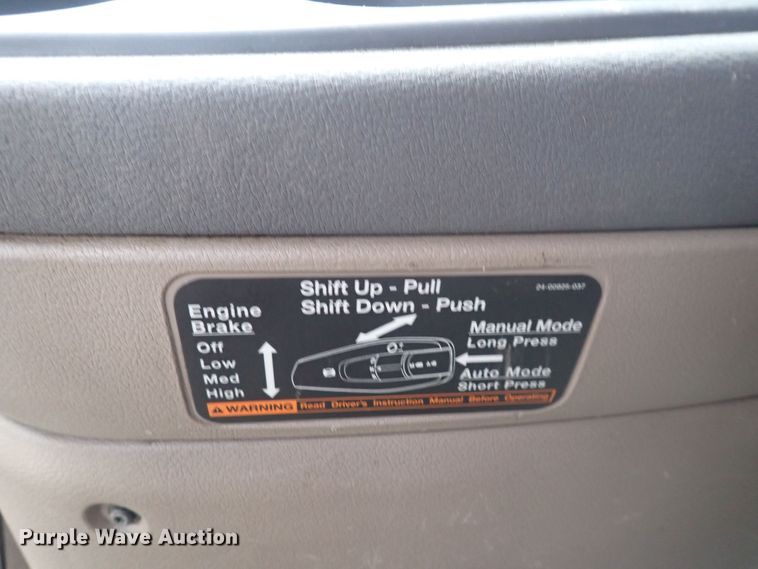 Shift Up - Pull
Shift Down - Push
24-00825-037
Engine
Brake
Off
Low
Med
High
Manual Mode
Long Press
Auto Mode
Short Press
WARNING Read Driver's Instruction Manual Before Operating
Purple Wave Auction